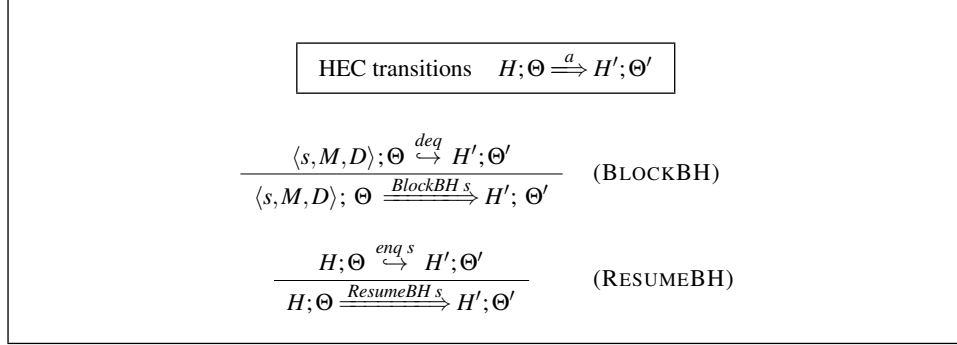 HEC transitions H;Θ ⟹a H′;Θ′
⟨s,M,D⟩;Θ ↪deq H′;Θ′
⟨s,M,D⟩; Θ ⟹BlockBH s H′; Θ′ (BLOCKBH)
H;Θ ↪enq s H′;Θ′
H;Θ ⟹ResumeBH s H′;Θ′ (RESUMEBH)